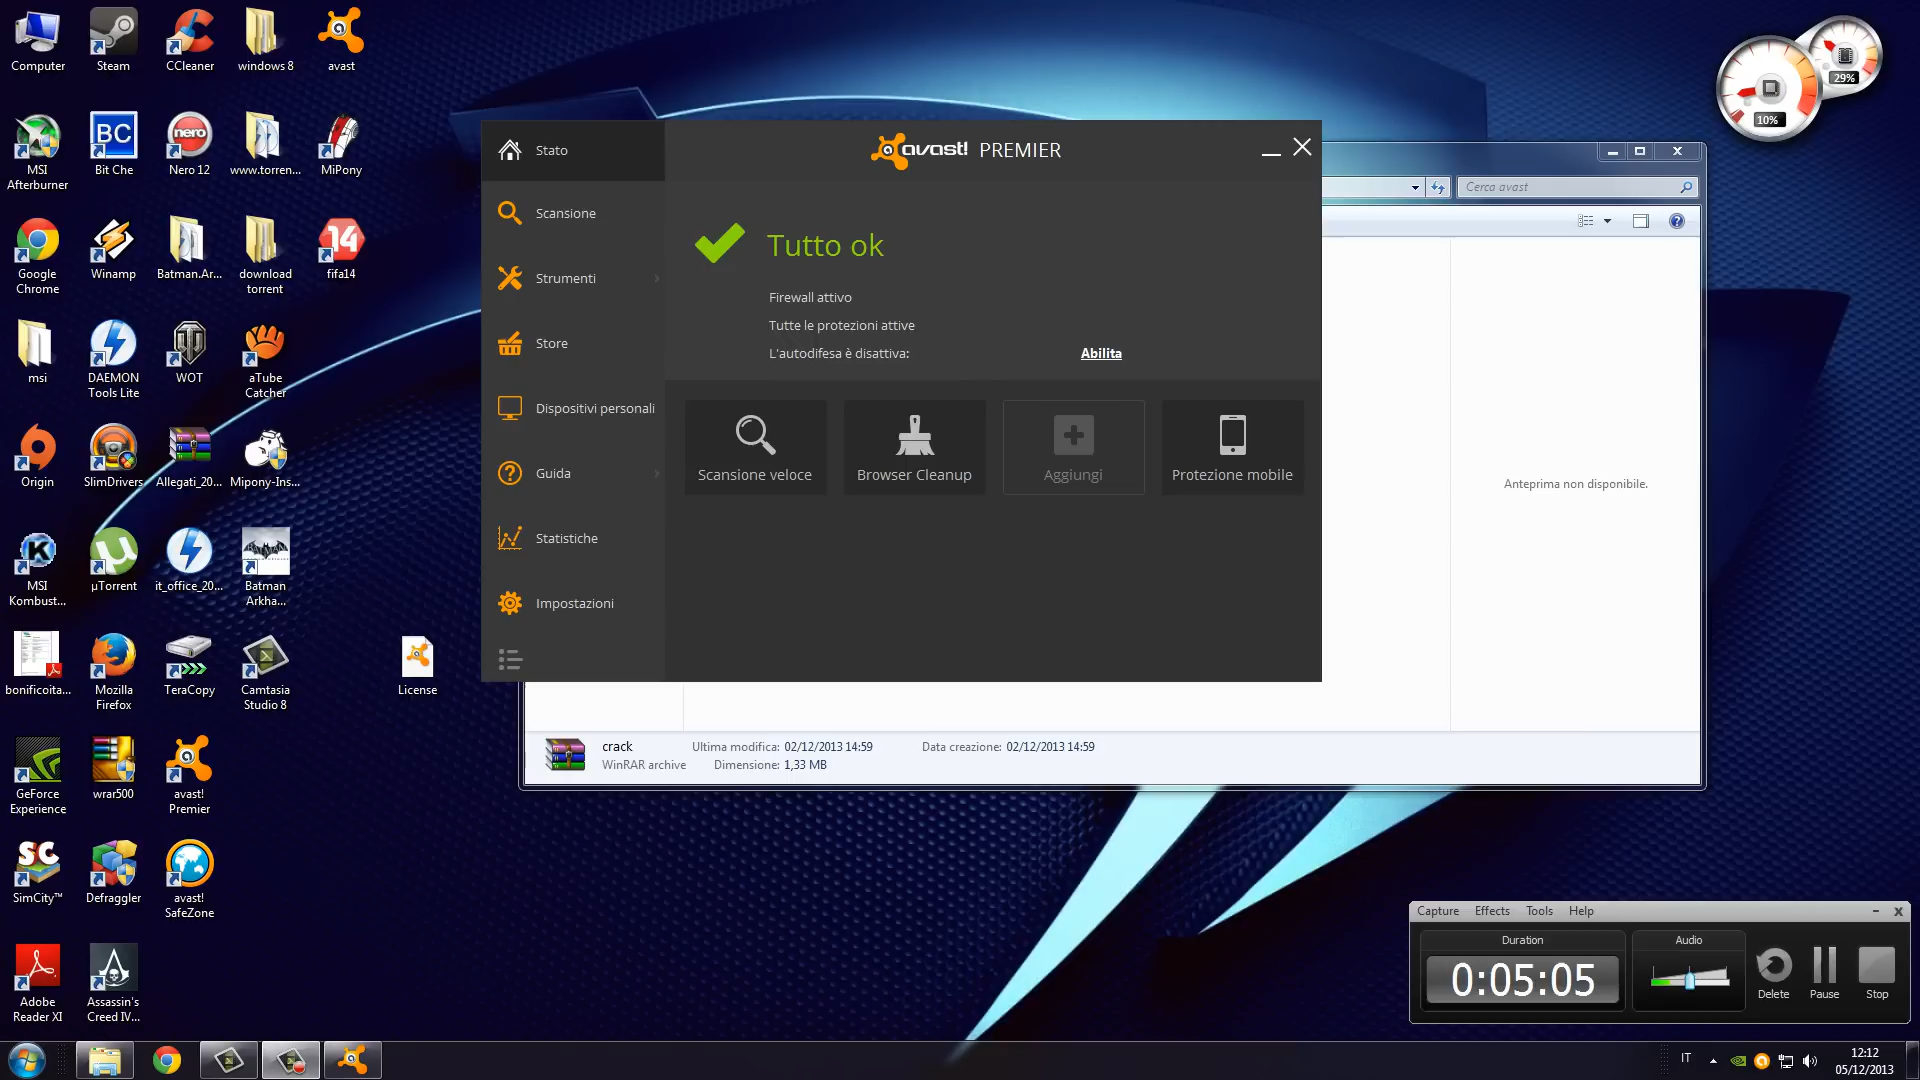 Computer
Steam
CCleaner
windows 8
avast
MSI
Afterburner
BC
Bit Che
nero
Nero 12
www.torren...
MiPony
Google
Chrome
Winamp
Batman.Ar...
download
torrent
14
fifa14
msi
DAEMON
Tools Lite
WOT
aTube
Catcher
Origin
SlimDrivers
Allegati_20...
Mipony-Ins...
K
MSI
Kombust...
µTorrent
it_office_20...
BATMAN
Batman
Arkha...
bonificoita...
Mozilla
Firefox
TeraCopy
Camtasia
Studio 8
License
GeForce
Experience
wrar500
avast!
Premier
SC
SimCity™
Defraggler
avast!
SafeZone
Adobe
Reader XI
Assassin's
Creed IV...
29%
10%
Stato
Scansione
Strumenti
Store
Dispositivi personali
Guida
Statistiche
Impostazioni
avast! PREMIER
Tutto ok
Firewall attivo
Tutte le protezioni attive
L'autodifesa è disattiva: Abilita
Scansione veloce
Browser Cleanup
Aggiungi
Protezione mobile
Cerca avast
Anteprima non disponibile.
crack Ultima modifica: 02/12/2013 14:59 Data creazione: 02/12/2013 14:59
WinRAR archive Dimensione: 1,33 MB
Capture Effects Tools Help
Duration
0:05:05
Audio
Delete
Pause
Stop
IT
12:12
05/12/2013